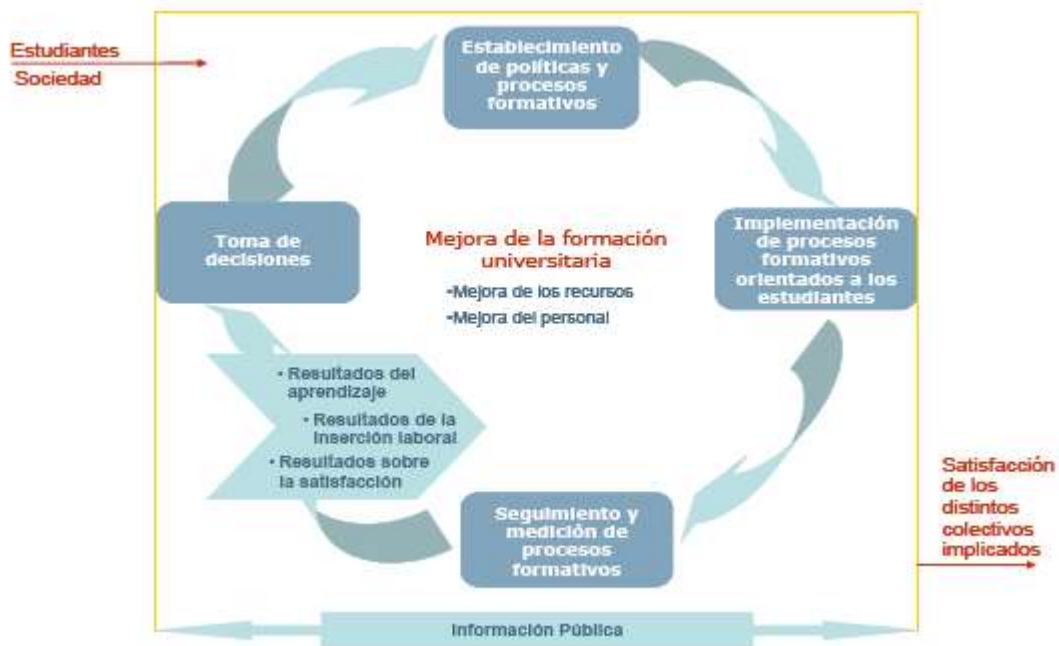 Estudiantes
Sociedad
Establecimiento
de políticas y
procesos
formativos
Toma de
decisiones
Mejora de la formación
universitaria
•Mejora de los recursos
•Mejora del personal
Implementación
de procesos
formativos
orientados a los
estudiantes
• Resultados del
aprendizaje
• Resultados de la
inserción laboral
• Resultados sobre
la satisfacción
Seguimiento y
medición de
procesos
formativos
Satisfacción
de los
distintos
colectivos
implicados
Información Pública